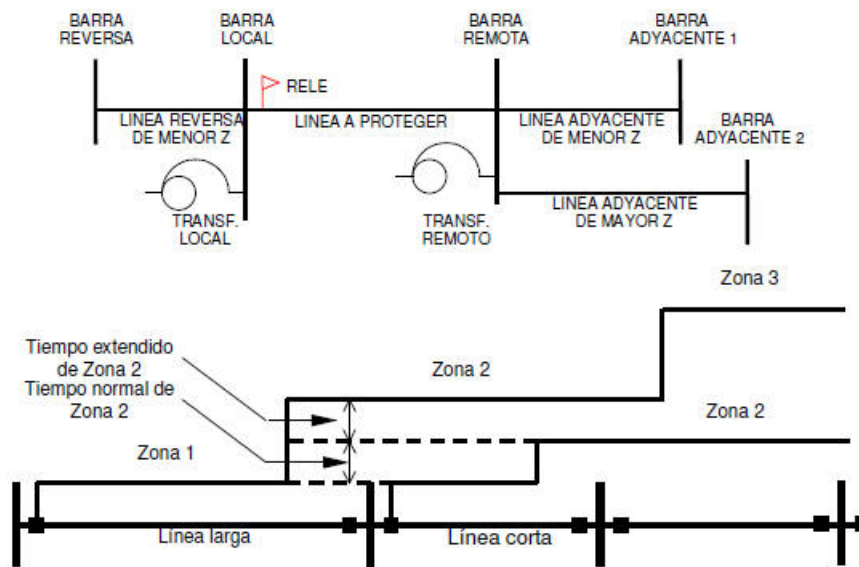 BARRA
REVERSA
BARRA
LOCAL
BARRA
REMOTA
BARRA
ADYACENTE 1
RELE
LINEA REVERSA
DE MENOR Z
LINEA A PROTEGER
LINEA ADYACENTE
DE MENOR Z
BARRA
ADYACENTE 2
TRANSF.
LOCAL
TRANSF.
REMOTO
LINEA ADYACENTE
DE MAYOR Z
Zona 3
Tiempo extendido
de Zona 2
Tiempo normal de
Zona 2
Zona 2
Zona 2
Zona 1
Línea larga
Línea corta